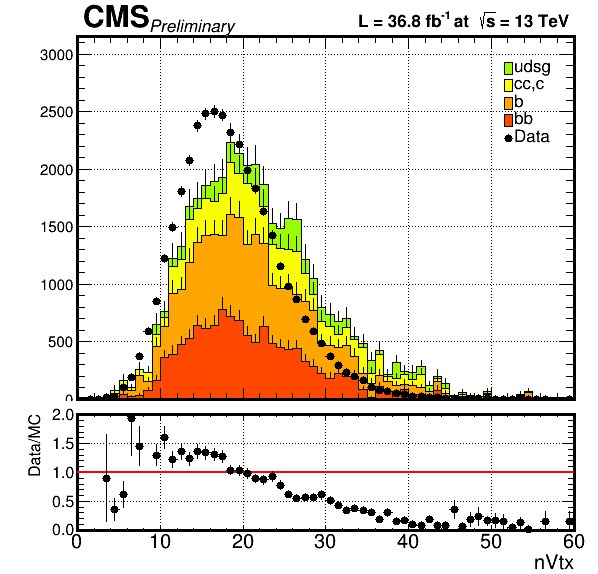 CMS Preliminary L = 36.8 fb⁻¹ at √s = 13 TeV
3000
2500
2000
1500
1000
500
0
udsg
cc,c
b
bb
Data
Data/MC
2.0
1.5
1.0
0.5
0.0
0 10 20 30 40 50 60
nVtx